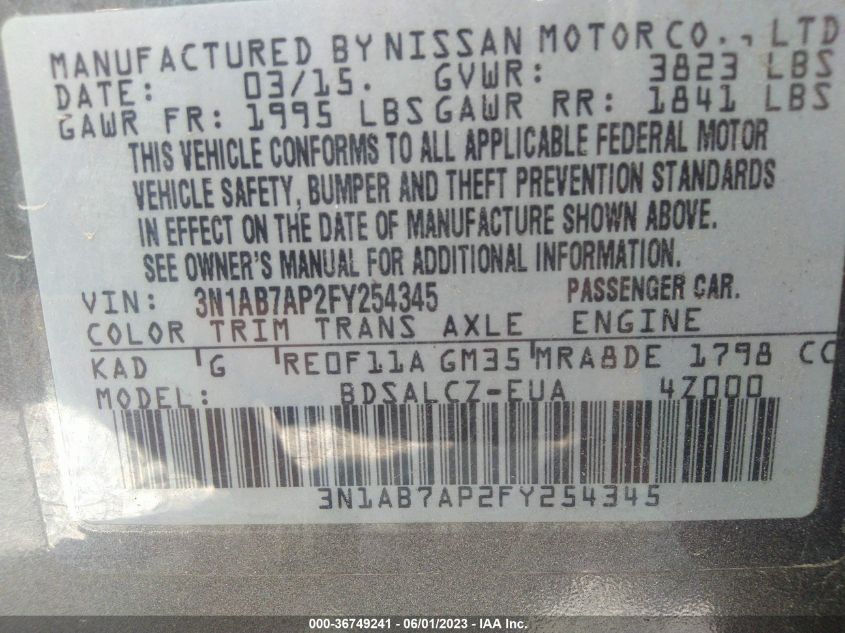 MANUFACTURED BY NISSAN MOTOR CO., LTD
DATE: 03/15. GVWR: 3823 LBS
GAWR FR: 1995 LBS GAWR RR: 1841 LBS
THIS VEHICLE CONFORMS TO ALL APPLICABLE FEDERAL MOTOR
VEHICLE SAFETY, BUMPER AND THEFT PREVENTION STANDARDS
IN EFFECT ON THE DATE OF MANUFACTURE SHOWN ABOVE.
SEE OWNER'S MANUAL FOR ADDITIONAL INFORMATION.
VIN: 3N1AB7AP2FY254345 PASSENGER CAR.
COLOR TRIM TRANS AXLE ENGINE
KAD G RE0F11A GM35 MRA8DE 1798 CC
MODEL: BDSALCZ-EUA 4Z000
3N1AB7AP2FY254345
000-36749241 - 06/01/2023 - IAA Inc.